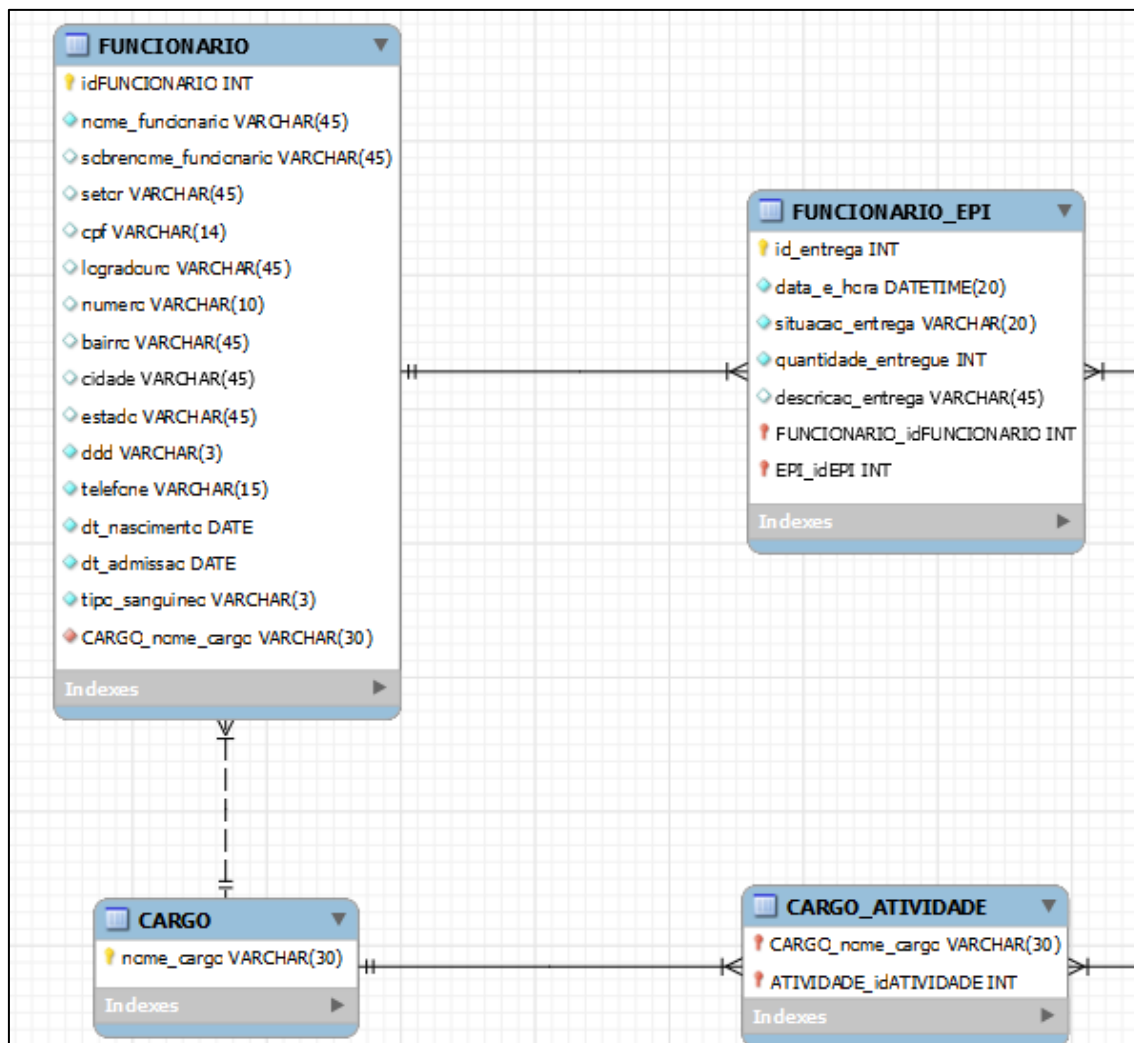 FUNCIONARIO
idFUNCIONARIO INT
nome_funcionario VARCHAR(45)
sobrenome_funcionario VARCHAR(45)
setor VARCHAR(45)
cpf VARCHAR(14)
logradouro VARCHAR(45)
numero VARCHAR(10)
bairro VARCHAR(45)
cidade VARCHAR(45)
estado VARCHAR(45)
ddd VARCHAR(3)
telefone VARCHAR(15)
dt_nascimento DATE
dt_admissao DATE
tipo_sanguineo VARCHAR(3)
CARGO_nome_cargo VARCHAR(30)
Indexes
FUNCIONARIO_EPI
id_entrega INT
data_e_hora DATETIME(20)
situacao_entrega VARCHAR(20)
quantidade_entregue INT
descricao_entrega VARCHAR(45)
FUNCIONARIO_idFUNCIONARIO INT
EPI_idEPI INT
Indexes
CARGO
nome_cargo VARCHAR(30)
Indexes
CARGO_ATIVIDADE
CARGO_nome_cargo VARCHAR(30)
ATIVIDADE_idATIVIDADE INT
Indexes